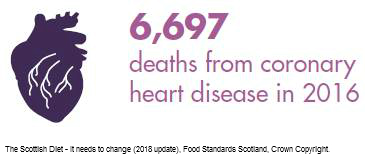 6,697
deaths from coronary
heart disease in 2016
The Scottish Diet - it needs to change (2018 update), Food Standards Scotland, Crown Copyright.